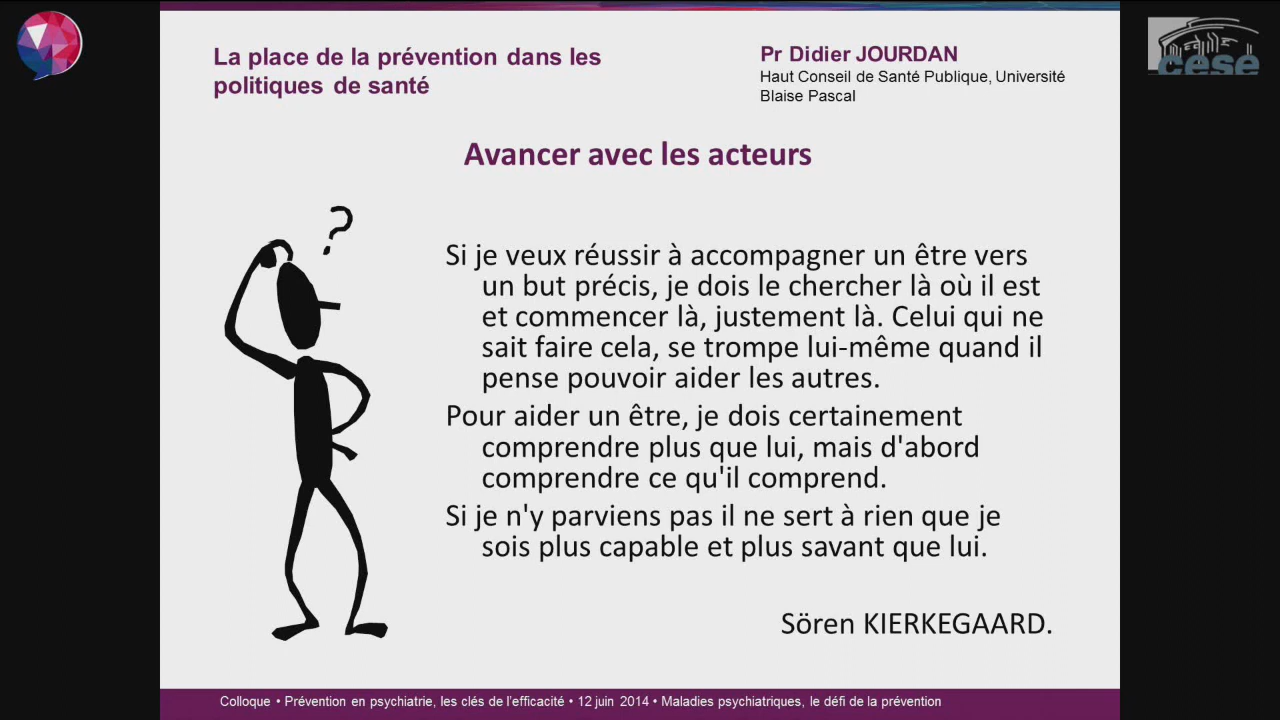 La place de la prévention dans les
politiques de santé
Pr Didier JOURDAN
Haut Conseil de Santé Publique, Université
Blaise Pascal
cese
Avancer avec les acteurs
?
Si je veux réussir à accompagner un être vers
un but précis, je dois le chercher là où il est
et commencer là, justement là. Celui qui ne
sait faire cela, se trompe lui-même quand il
pense pouvoir aider les autres.
Pour aider un être, je dois certainement
comprendre plus que lui, mais d'abord
comprendre ce qu'il comprend.
Si je n'y parviens pas il ne sert à rien que je
sois plus capable et plus savant que lui.
Sören KIERKEGAARD.
Colloque • Prévention en psychiatrie, les clés de l'efficacité • 12 juin 2014 • Maladies psychiatriques, le défi de la prévention